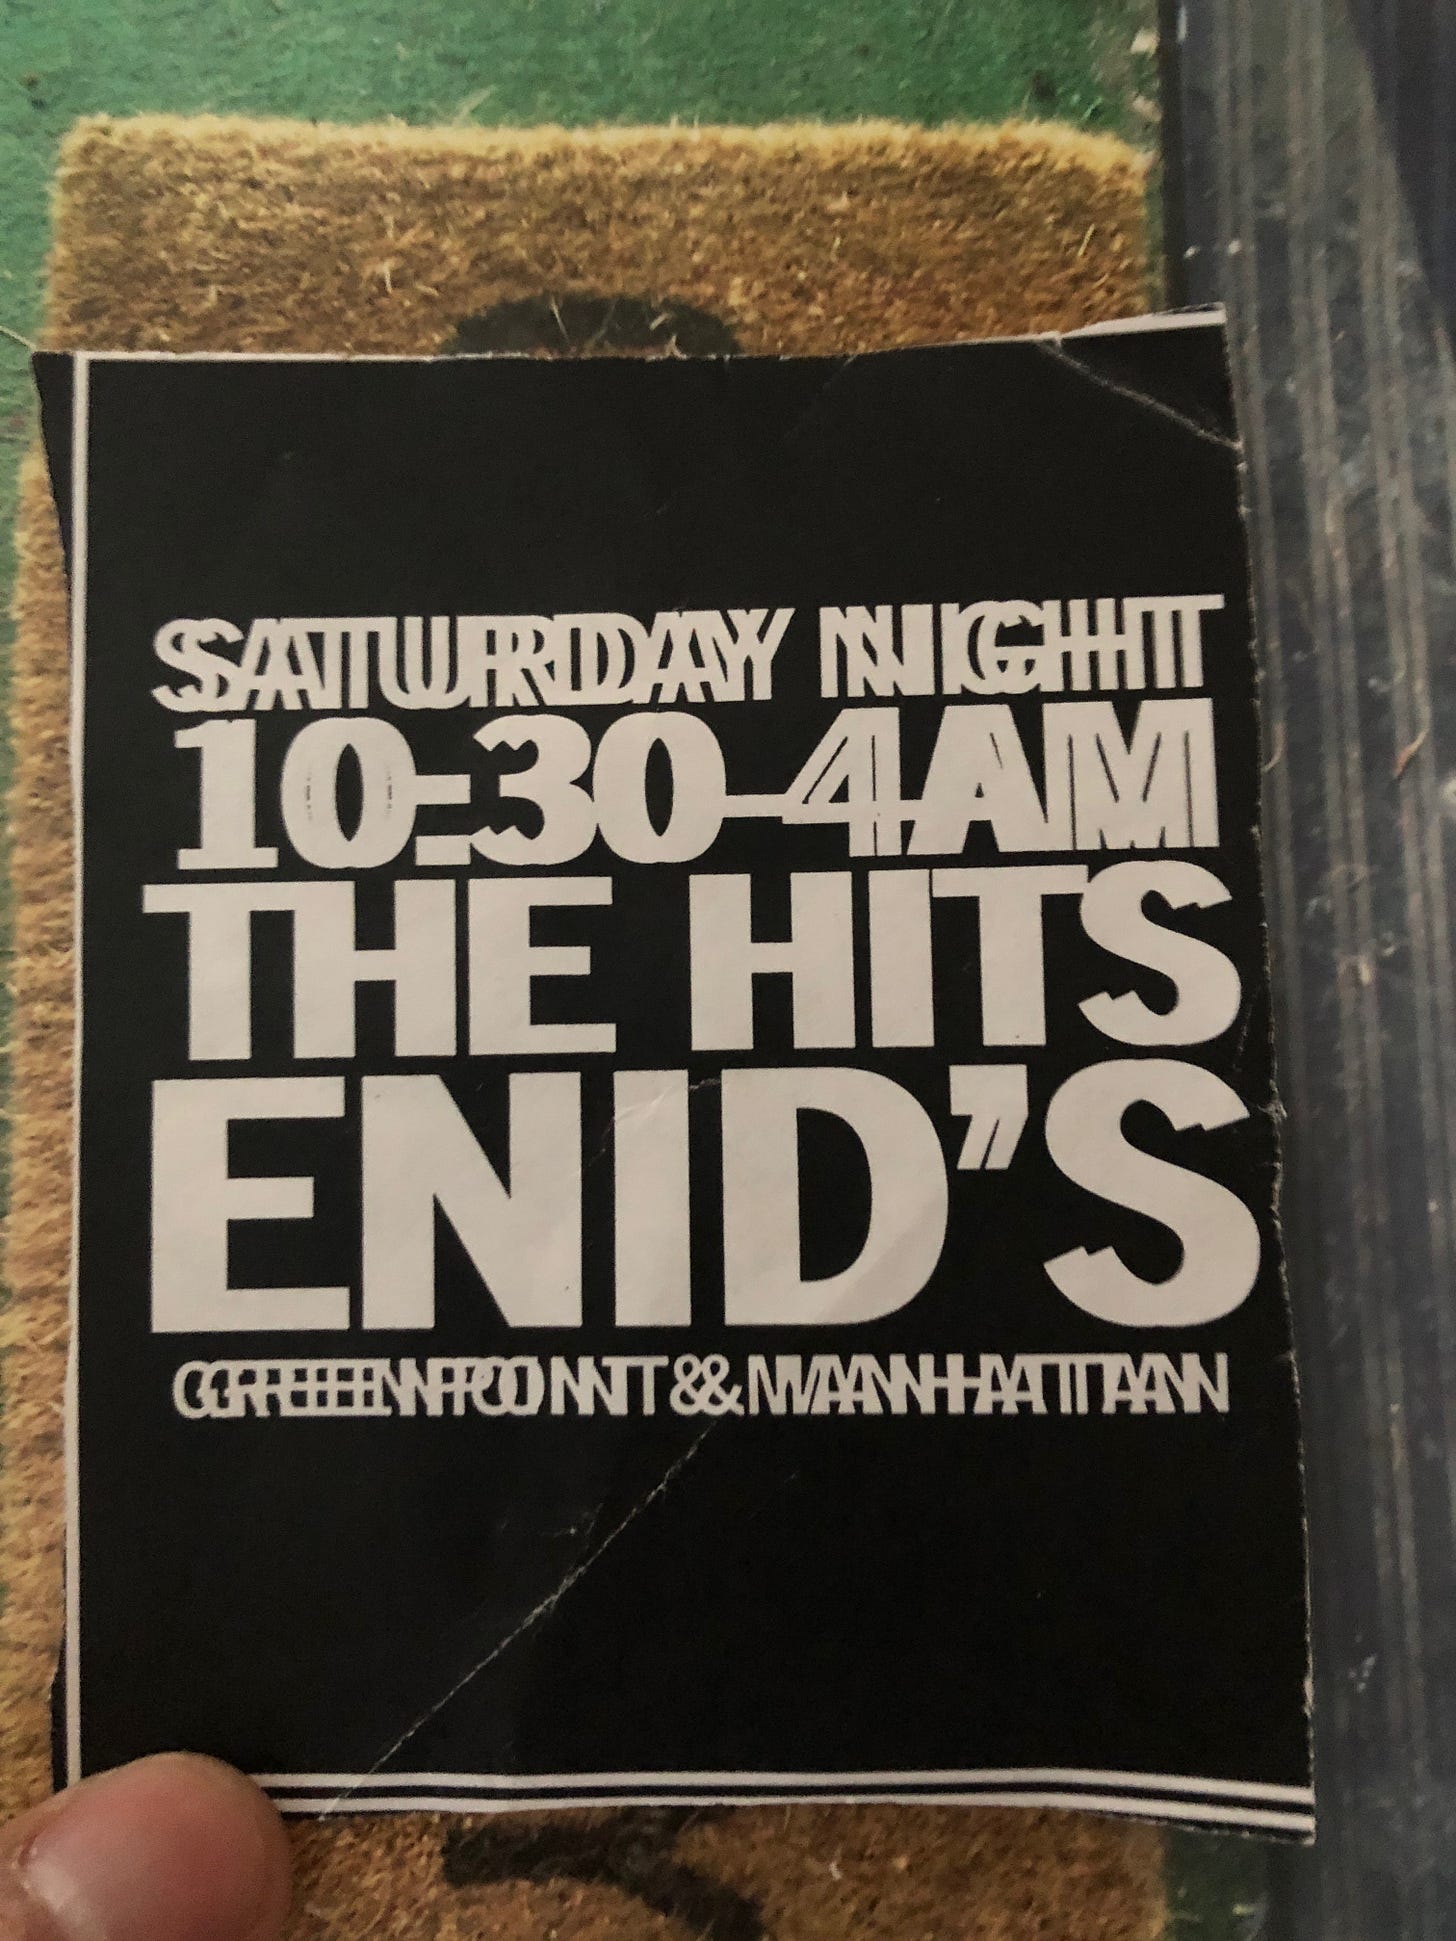 SATURDAY NIGHT
10:30-4AM
THE HITS
ENID'S
GREENPOINT & MANHATTAN